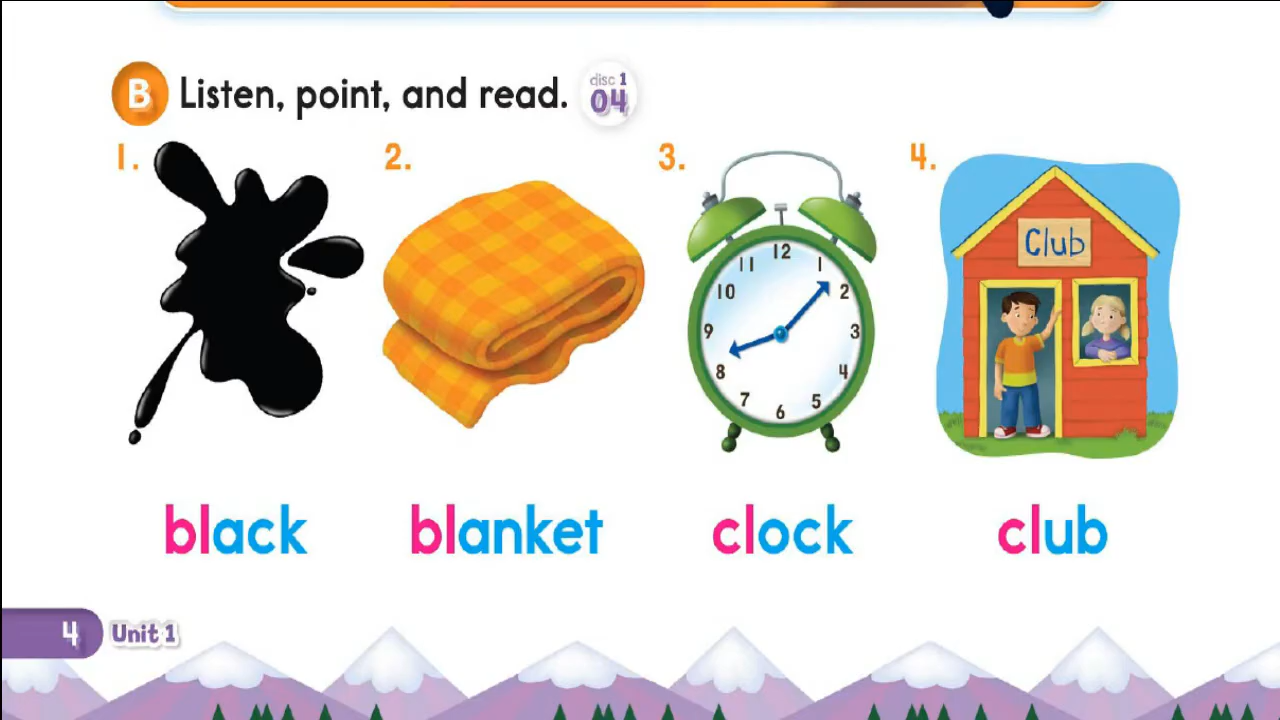 B Listen, point, and read. disc 1 04
1. 2. 3. 4.
Club
12
11 1
10 2
9 3
8 4
7 5
6
black blanket clock club
4 Unit 1